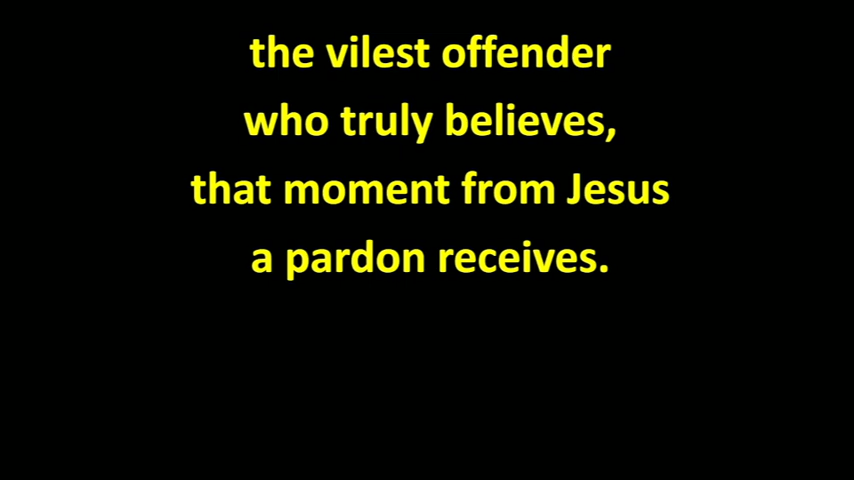 the vilest offender
who truly believes,
that moment from Jesus
a pardon receives.